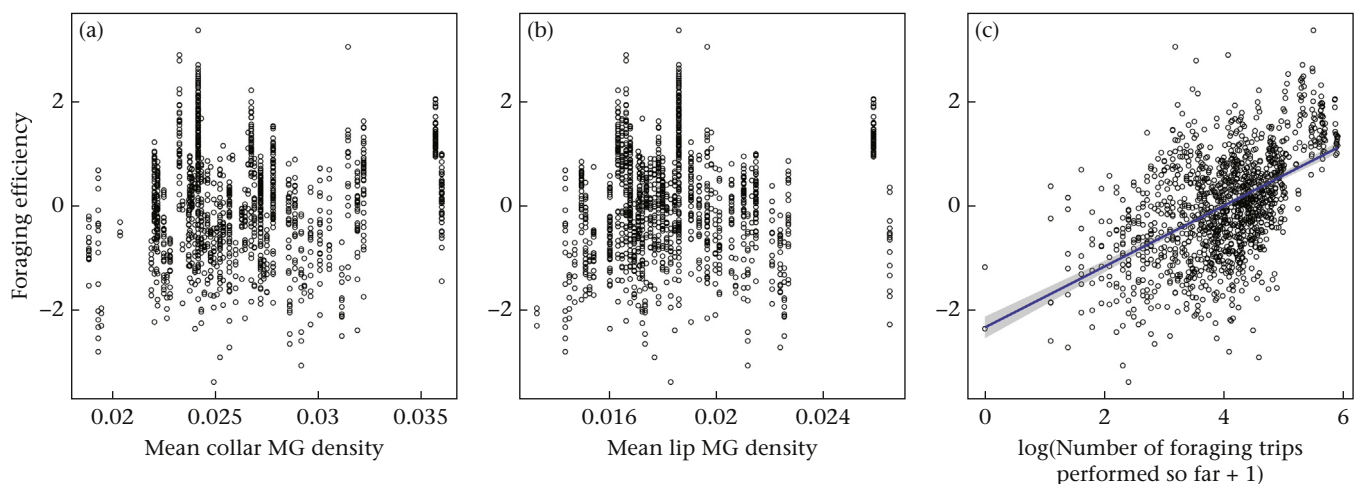 (a)
(b)
(c)
Foraging efficiency
2
0
−2
0.02 0.025 0.03 0.035
Mean collar MG density
2
0
−2
0.016 0.02 0.024
Mean lip MG density
2
0
−2
0 2 4 6
log(Number of foraging trips
performed so far + 1)